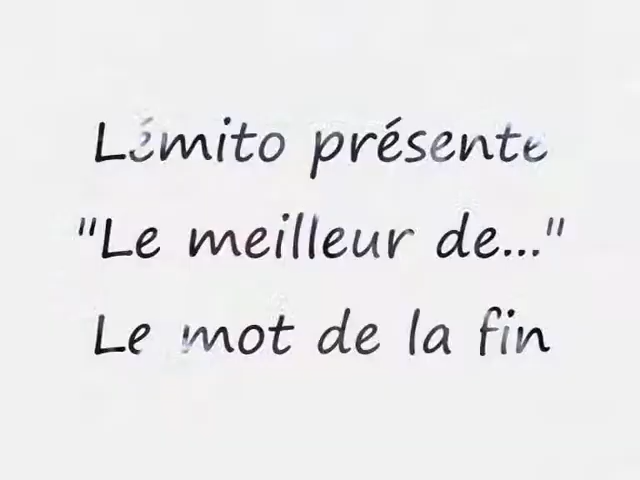 Lémito présente
"Le meilleur de..."
Le mot de la fin